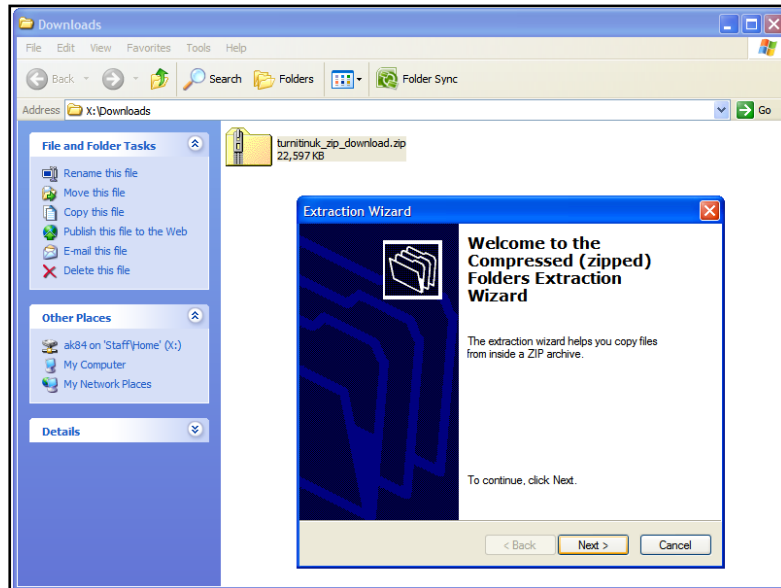 Downloads
File Edit View Favorites Tools Help
Back Search Folders Folder Sync
Address X:\Downloads Go
File and Folder Tasks
Rename this file
Move this file
Copy this file
Publish this file to the Web
E-mail this file
Delete this file
Other Places
ak84 on 'Staff\Home' (X:)
My Computer
My Network Places
Details
turnitinuk_zip_download.zip
22,597 KB
Extraction Wizard
Welcome to the
Compressed (zipped)
Folders Extraction
Wizard
The extraction wizard helps you copy files
from inside a ZIP archive.
To continue, click Next.
< Back Next > Cancel